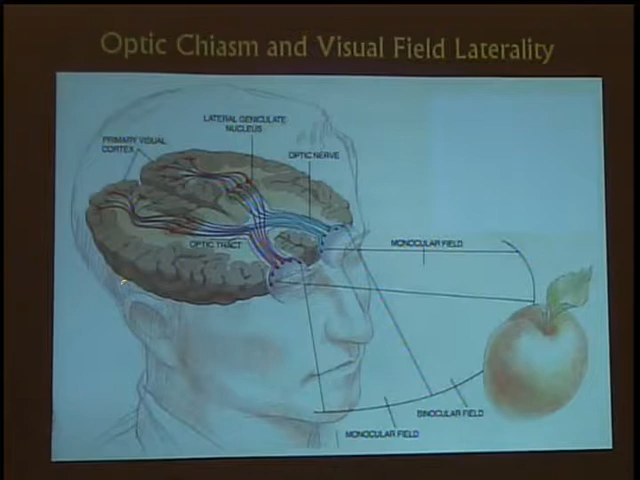 Optic Chiasm and Visual Field Laterality
LATERAL GENICULATE
NUCLEUS
PRIMARY VISUAL
CORTEX
OPTIC NERVE
OPTIC TRACT
MONOCULAR FIELD
BINOCULAR FIELD
MONOCULAR FIELD